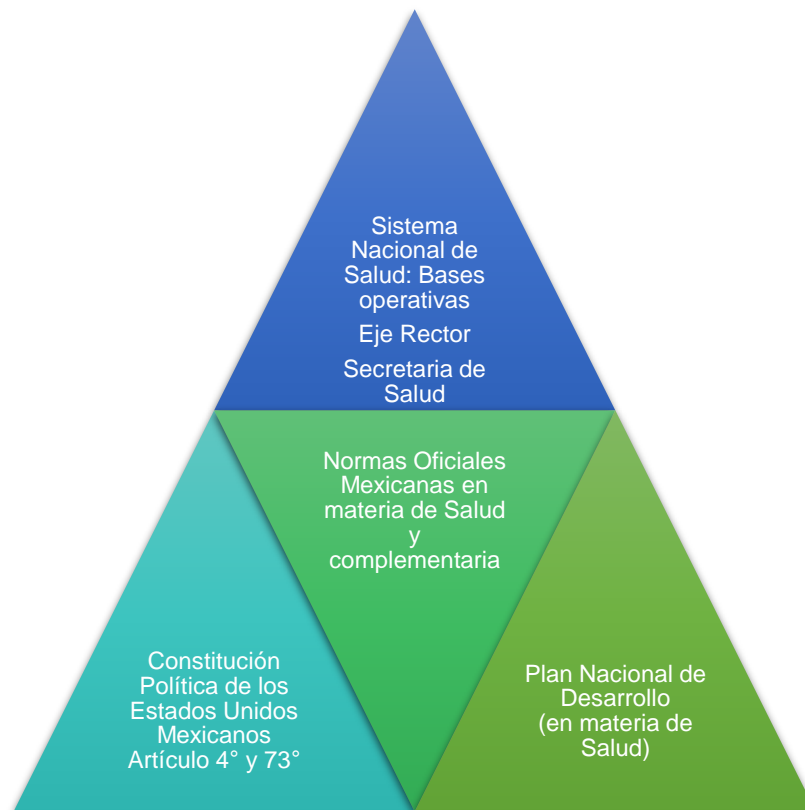 Sistema
Nacional de
Salud: Bases
operativas
Eje Rector
Secretaria de
Salud
Normas Oficiales
Mexicanas en
materia de Salud
y
complementaria
Constitución
Política de los
Estados Unidos
Mexicanos
Artículo 4° y 73°
Plan Nacional de
Desarrollo
(en materia de
Salud)